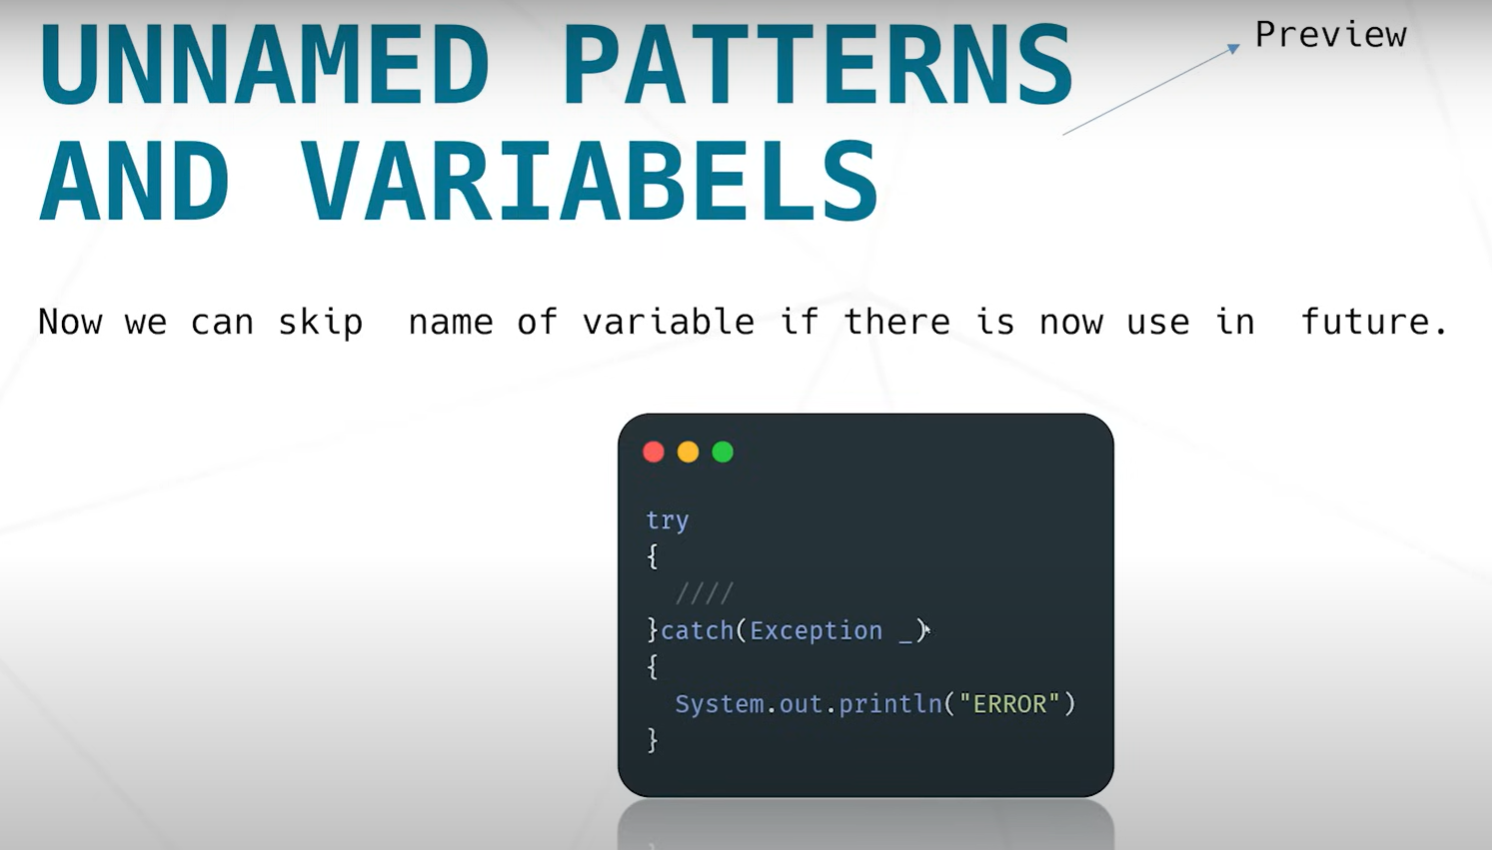 UNNAMED PATTERNS
Preview
AND VARIABELS
Now we can skip  name of variable if there is now use in  future.
try
{
  ////
}catch(Exception _)
{
  System.out.println("ERROR")
}